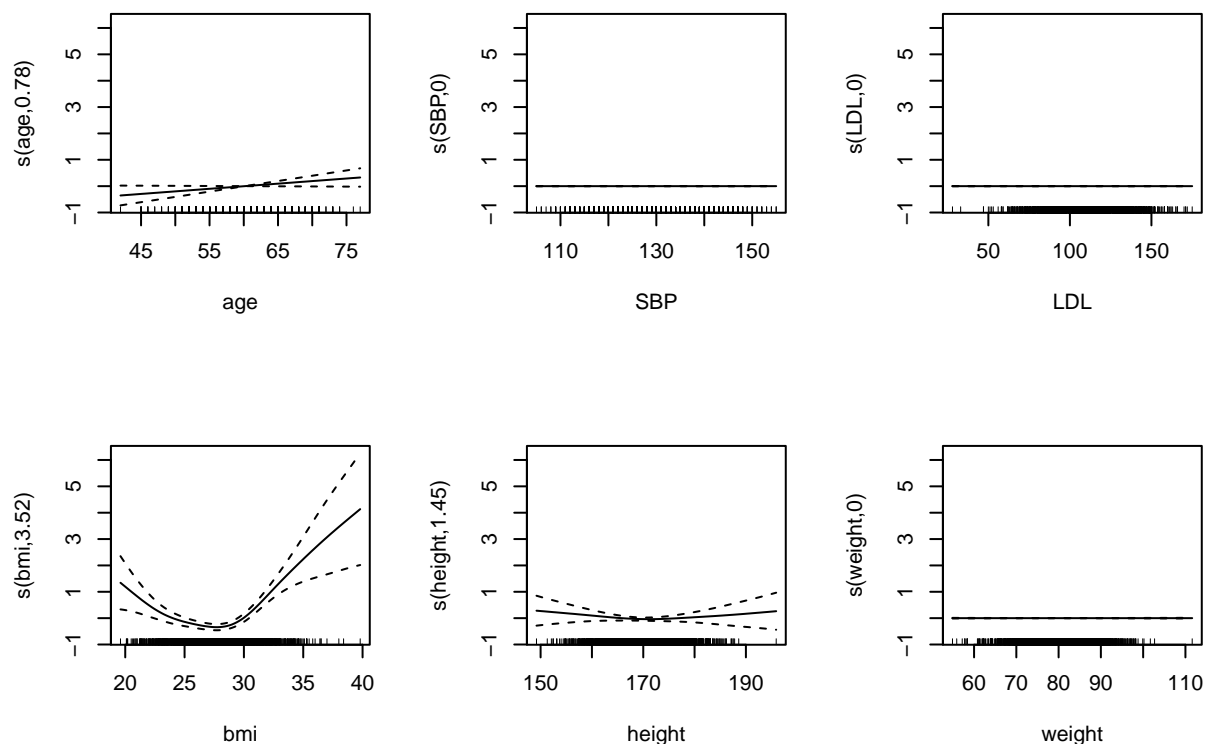 s(age,0.78)
−1 1 3 5
45 55 65 75
age
s(SBP,0)
−1 1 3 5
110 130 150
SBP
s(LDL,0)
−1 1 3 5
50 100 150
LDL
s(bmi,3.52)
−1 1 3 5
20 25 30 35 40
bmi
s(height,1.45)
−1 1 3 5
150 170 190
height
s(weight,0)
−1 1 3 5
60 70 80 90 110
weight